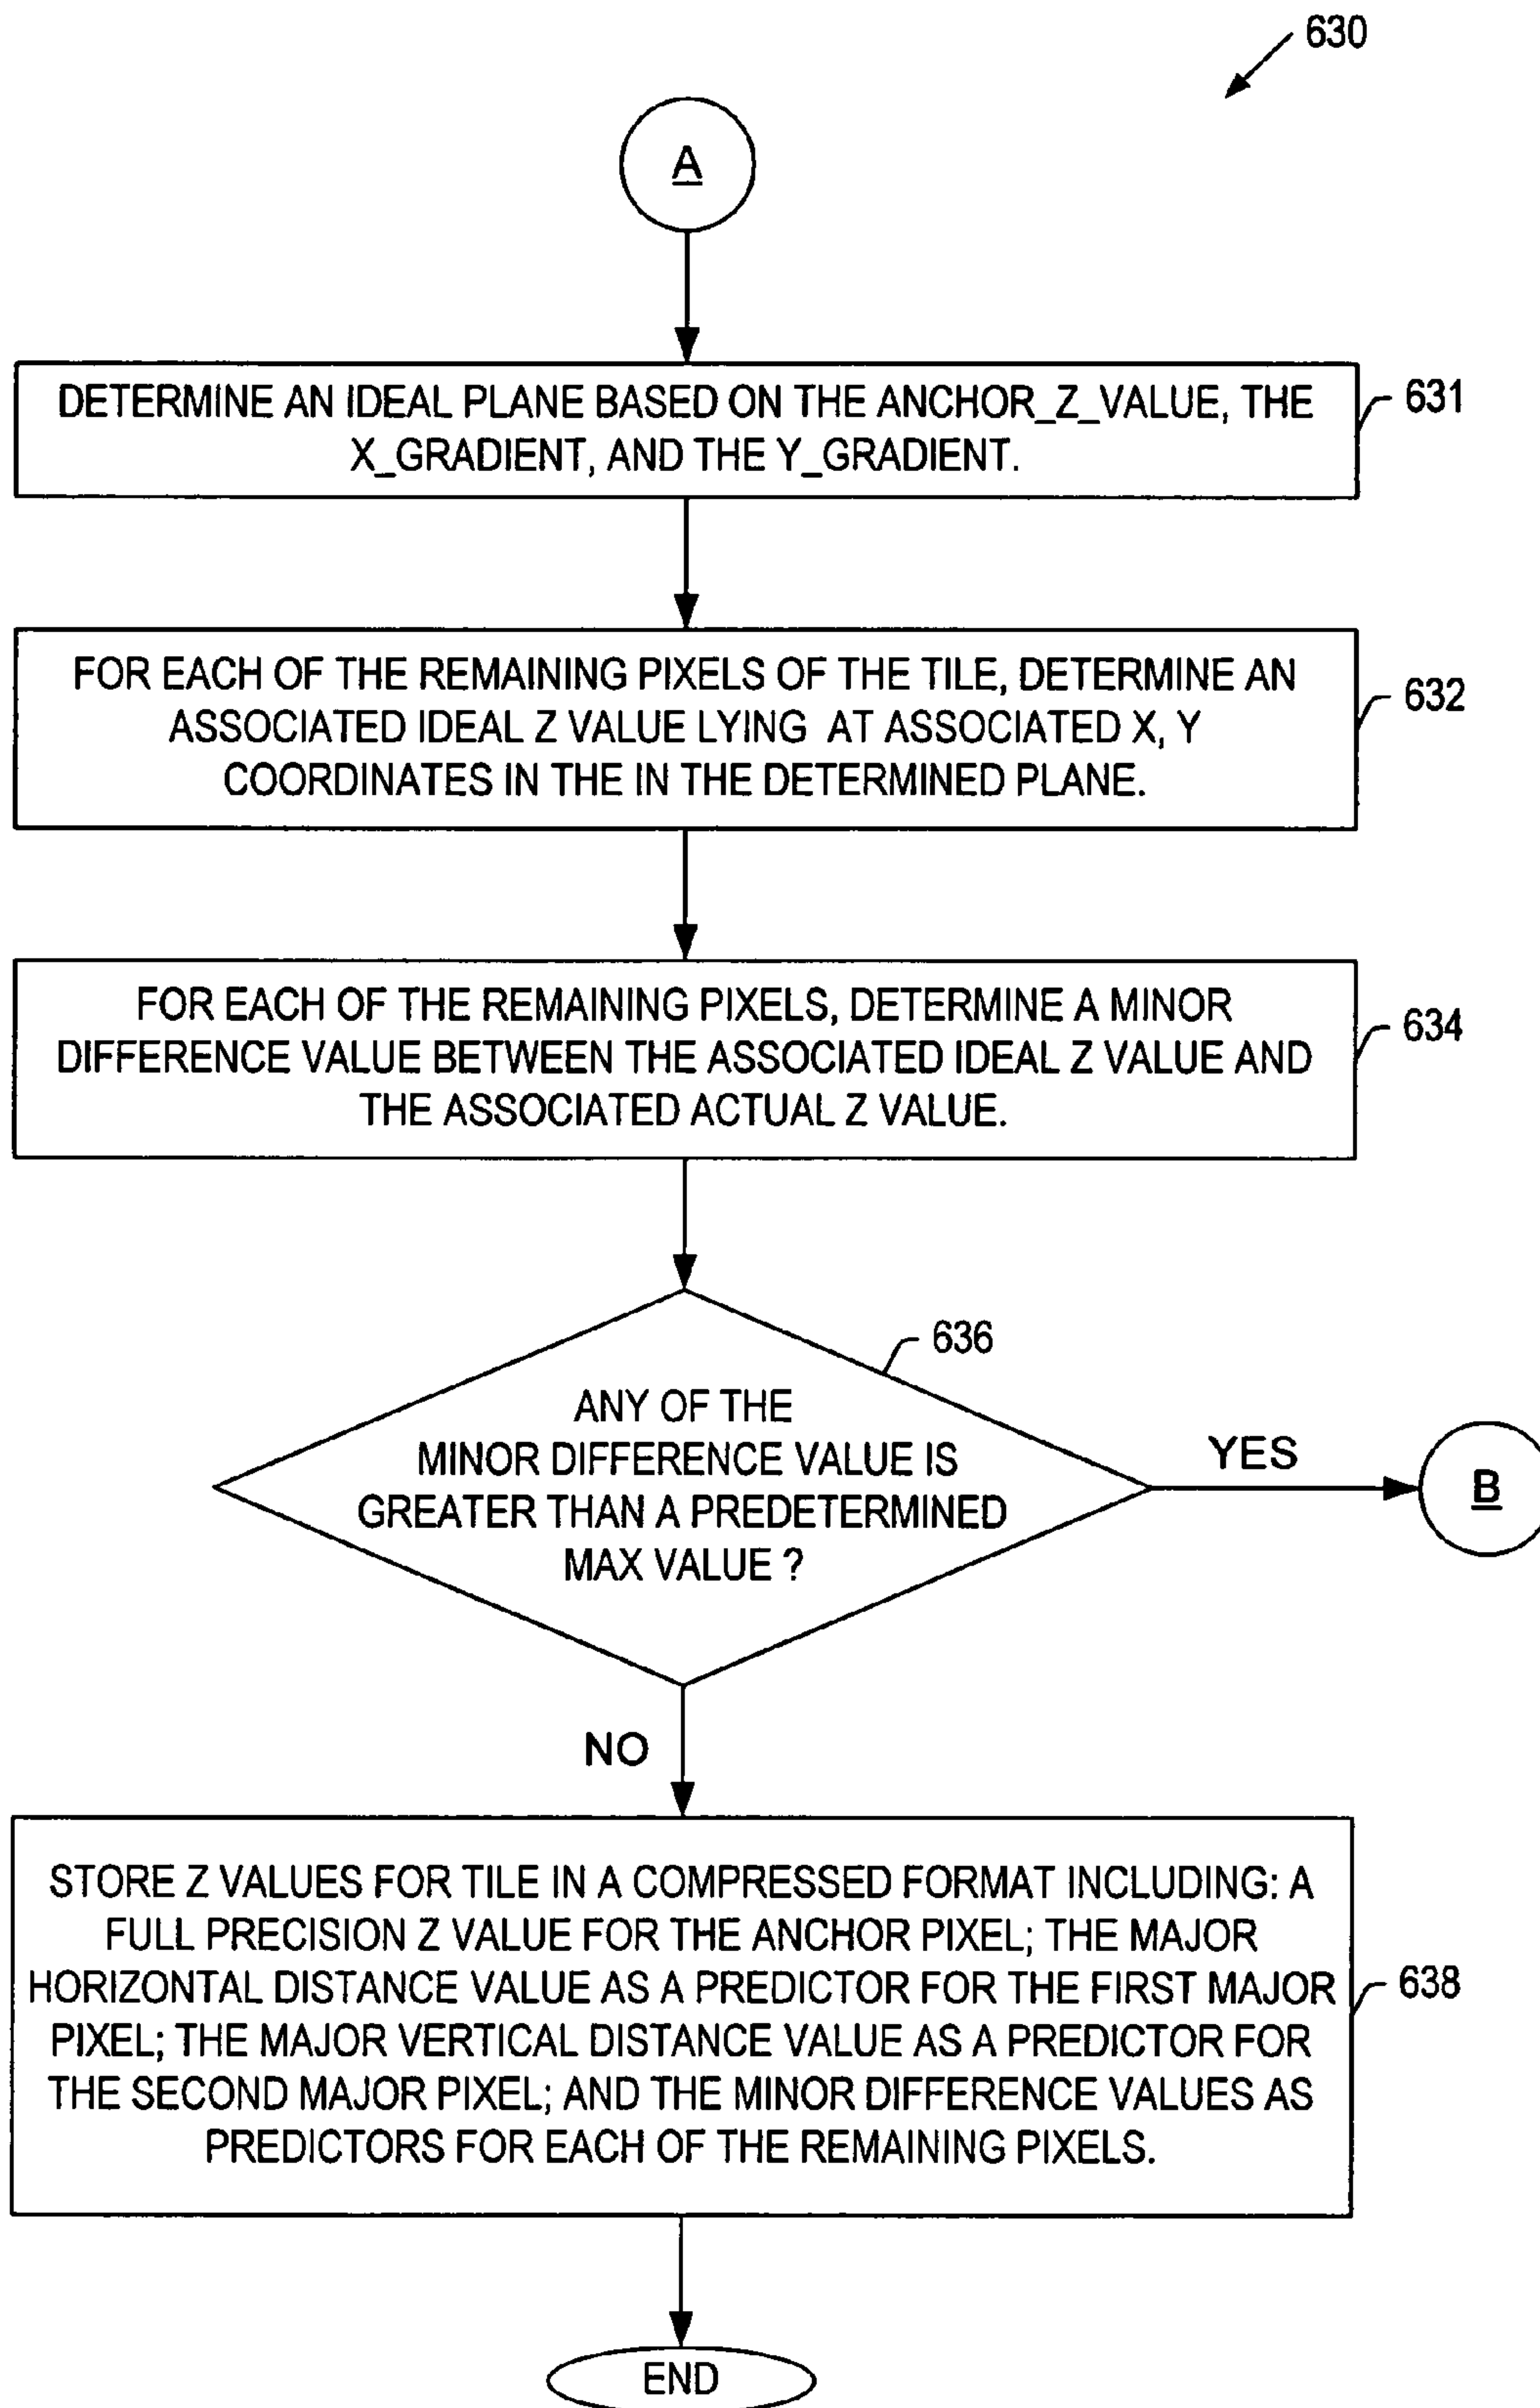 630
A
DETERMINE AN IDEAL PLANE BASED ON THE ANCHOR_Z_VALUE, THE
X_GRADIENT, AND THE Y_GRADIENT.
631
FOR EACH OF THE REMAINING PIXELS OF THE TILE, DETERMINE AN
ASSOCIATED IDEAL Z VALUE LYING AT ASSOCIATED X, Y
COORDINATES IN THE IN THE DETERMINED PLANE.
632
FOR EACH OF THE REMAINING PIXELS, DETERMINE A MINOR
DIFFERENCE VALUE BETWEEN THE ASSOCIATED IDEAL Z VALUE AND
THE ASSOCIATED ACTUAL Z VALUE.
634
636
ANY OF THE
MINOR DIFFERENCE VALUE IS
GREATER THAN A PREDETERMINED
MAX VALUE ?
YES
B
NO
STORE Z VALUES FOR TILE IN A COMPRESSED FORMAT INCLUDING: A
FULL PRECISION Z VALUE FOR THE ANCHOR PIXEL; THE MAJOR
HORIZONTAL DISTANCE VALUE AS A PREDICTOR FOR THE FIRST MAJOR
PIXEL; THE MAJOR VERTICAL DISTANCE VALUE AS A PREDICTOR FOR
THE SECOND MAJOR PIXEL; AND THE MINOR DIFFERENCE VALUES AS
PREDICTORS FOR EACH OF THE REMAINING PIXELS.
638
END